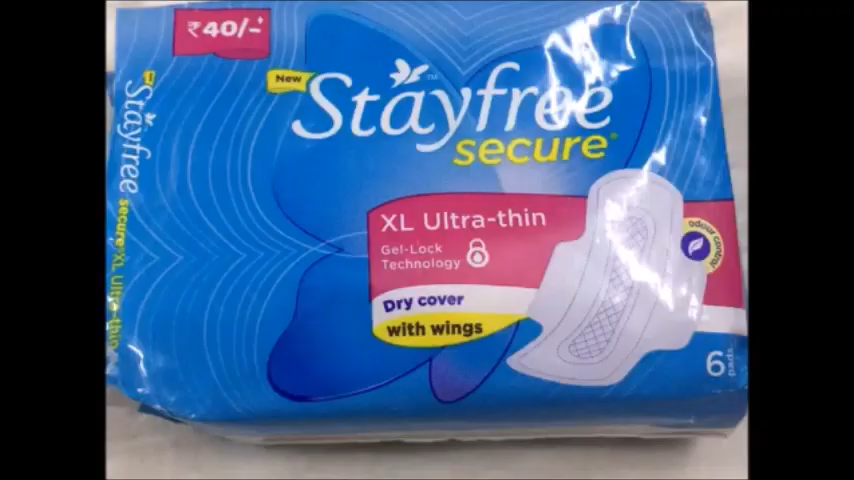 ₹40/-*
New
Stayfree™
secure®
XL Ultra-thin
Gel-Lock
Technology
Dry cover
with wings
odour control
6 pads
Stayfree secure XL Ultra-thin